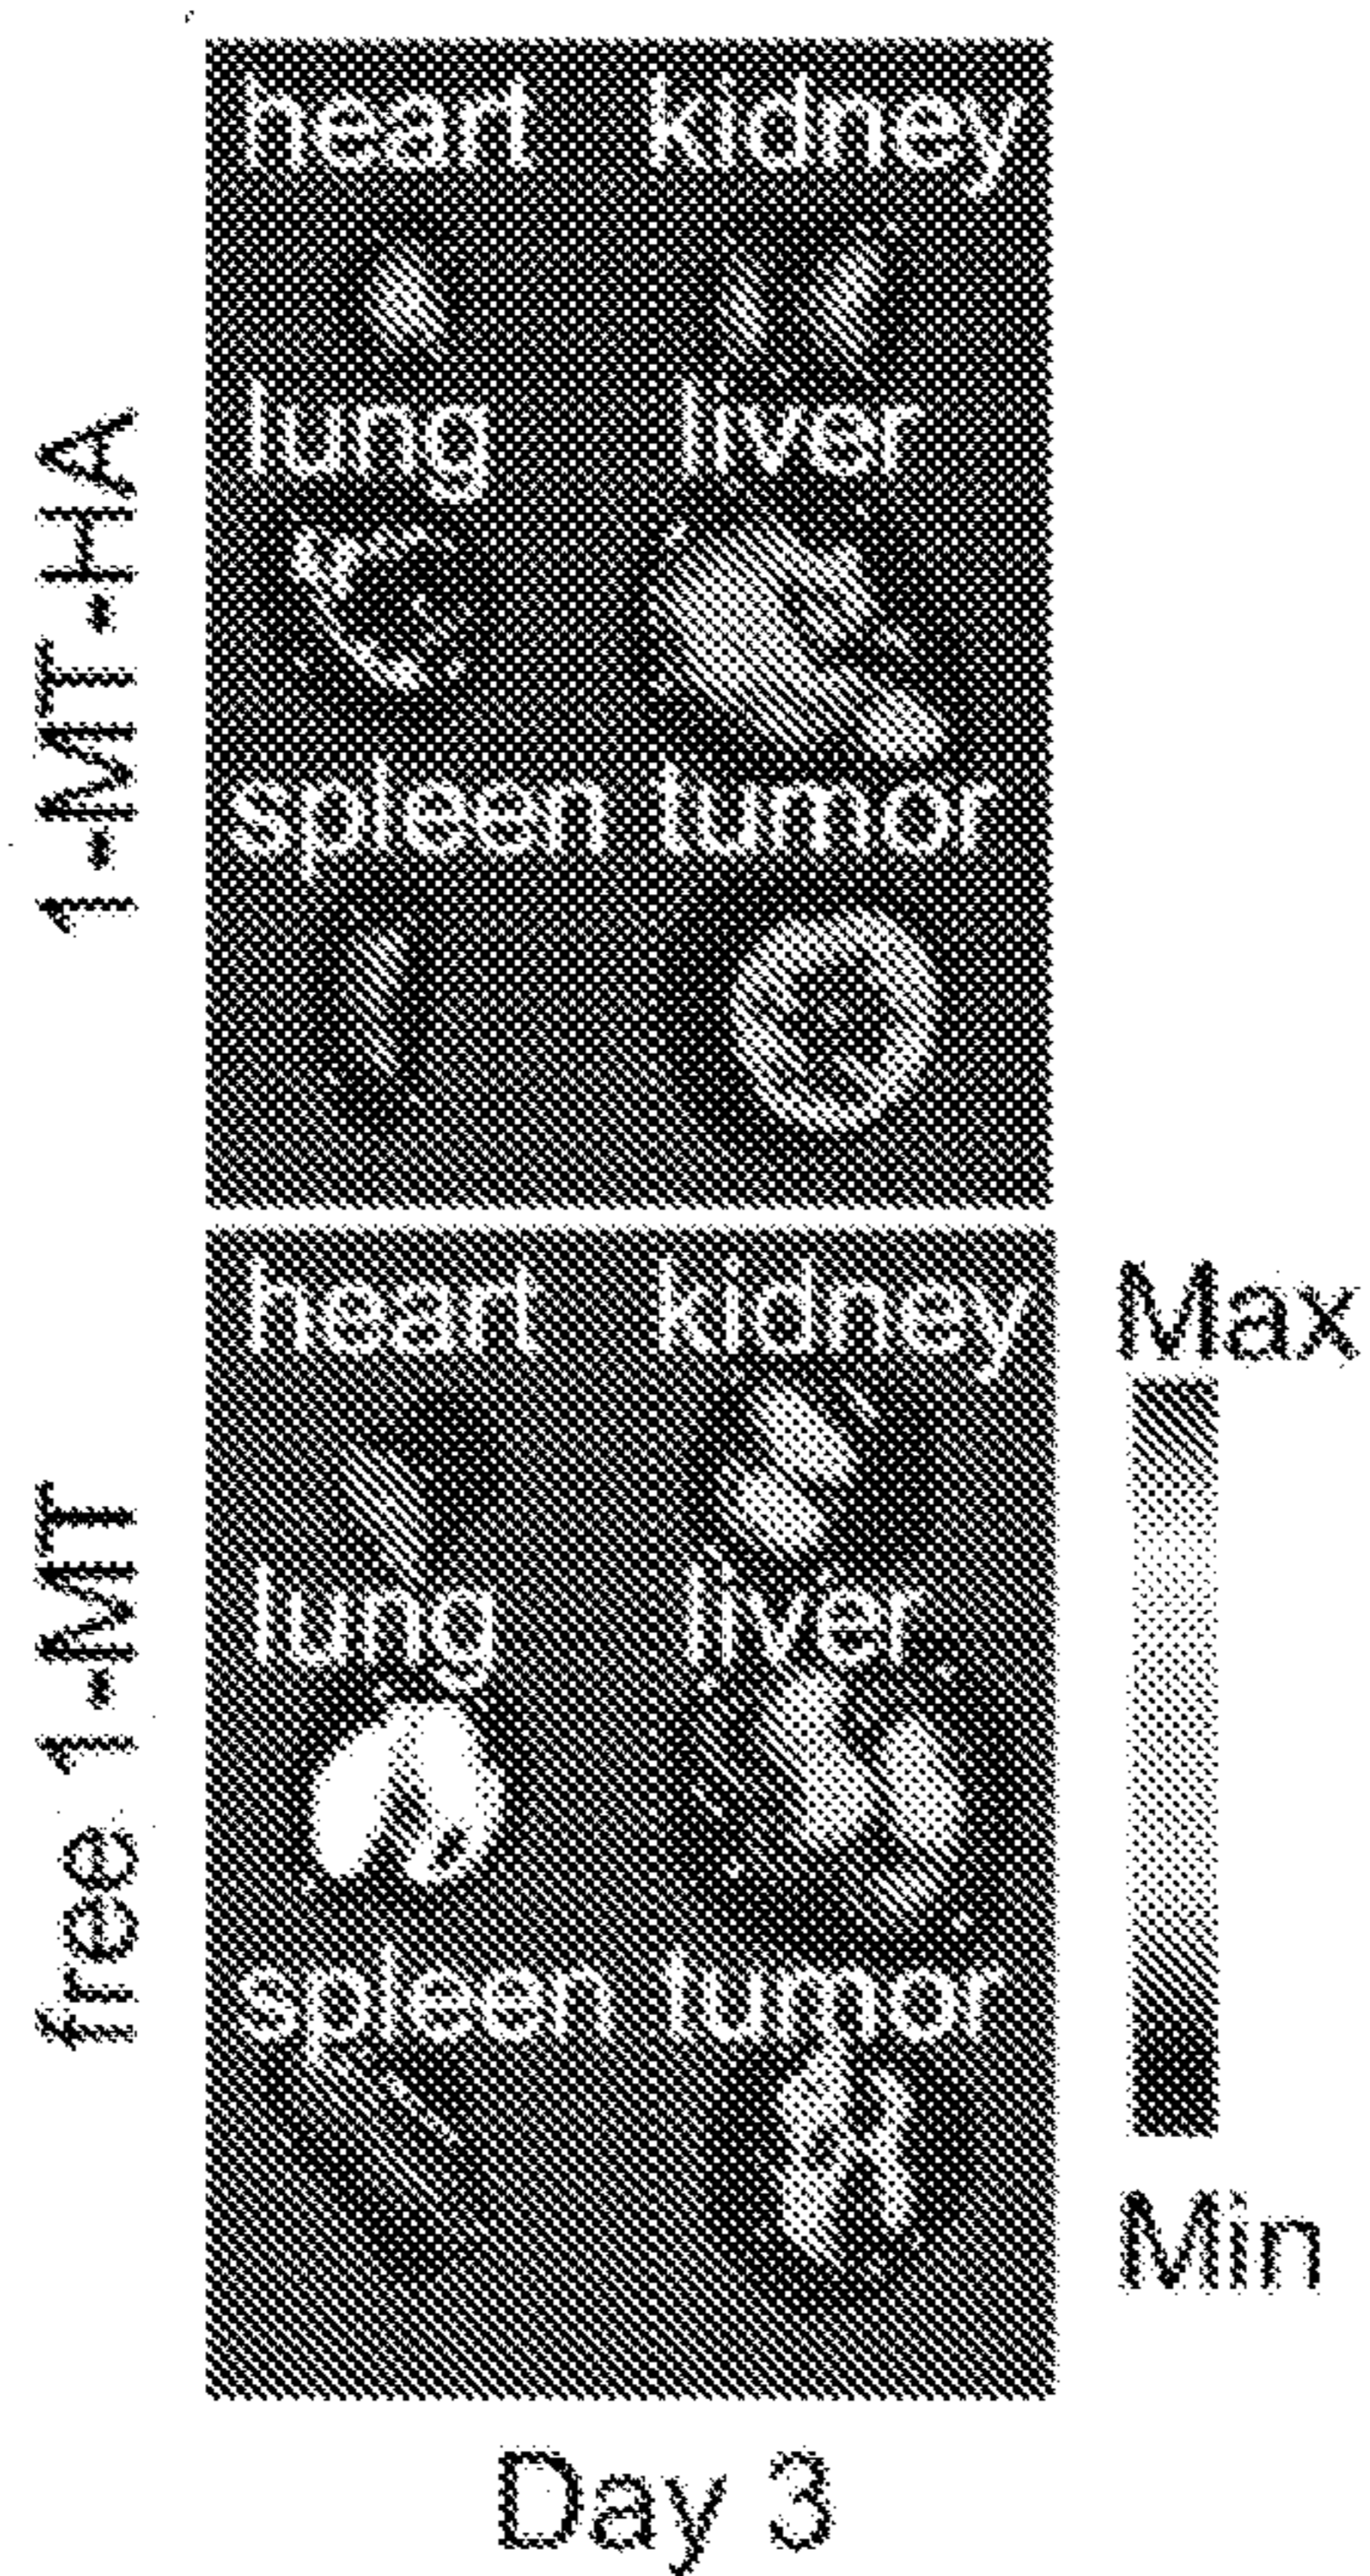 1-MT-HA
heart kidney
lung liver
spleen tumor
free 1-MT
heart kidney
lung liver
spleen tumor
Max
Min
Day 3